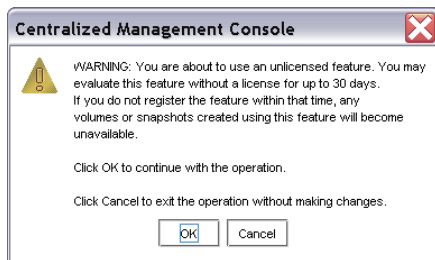 Centralized Management Console
WARNING: You are about to use an unlicensed feature. You may
evaluate this feature without a license for up to 30 days.
If you do not register the feature within that time, any
volumes or snapshots created using this feature will become
unavailable.
Click OK to continue with the operation.
Click Cancel to exit the operation without making changes.
OK
Cancel